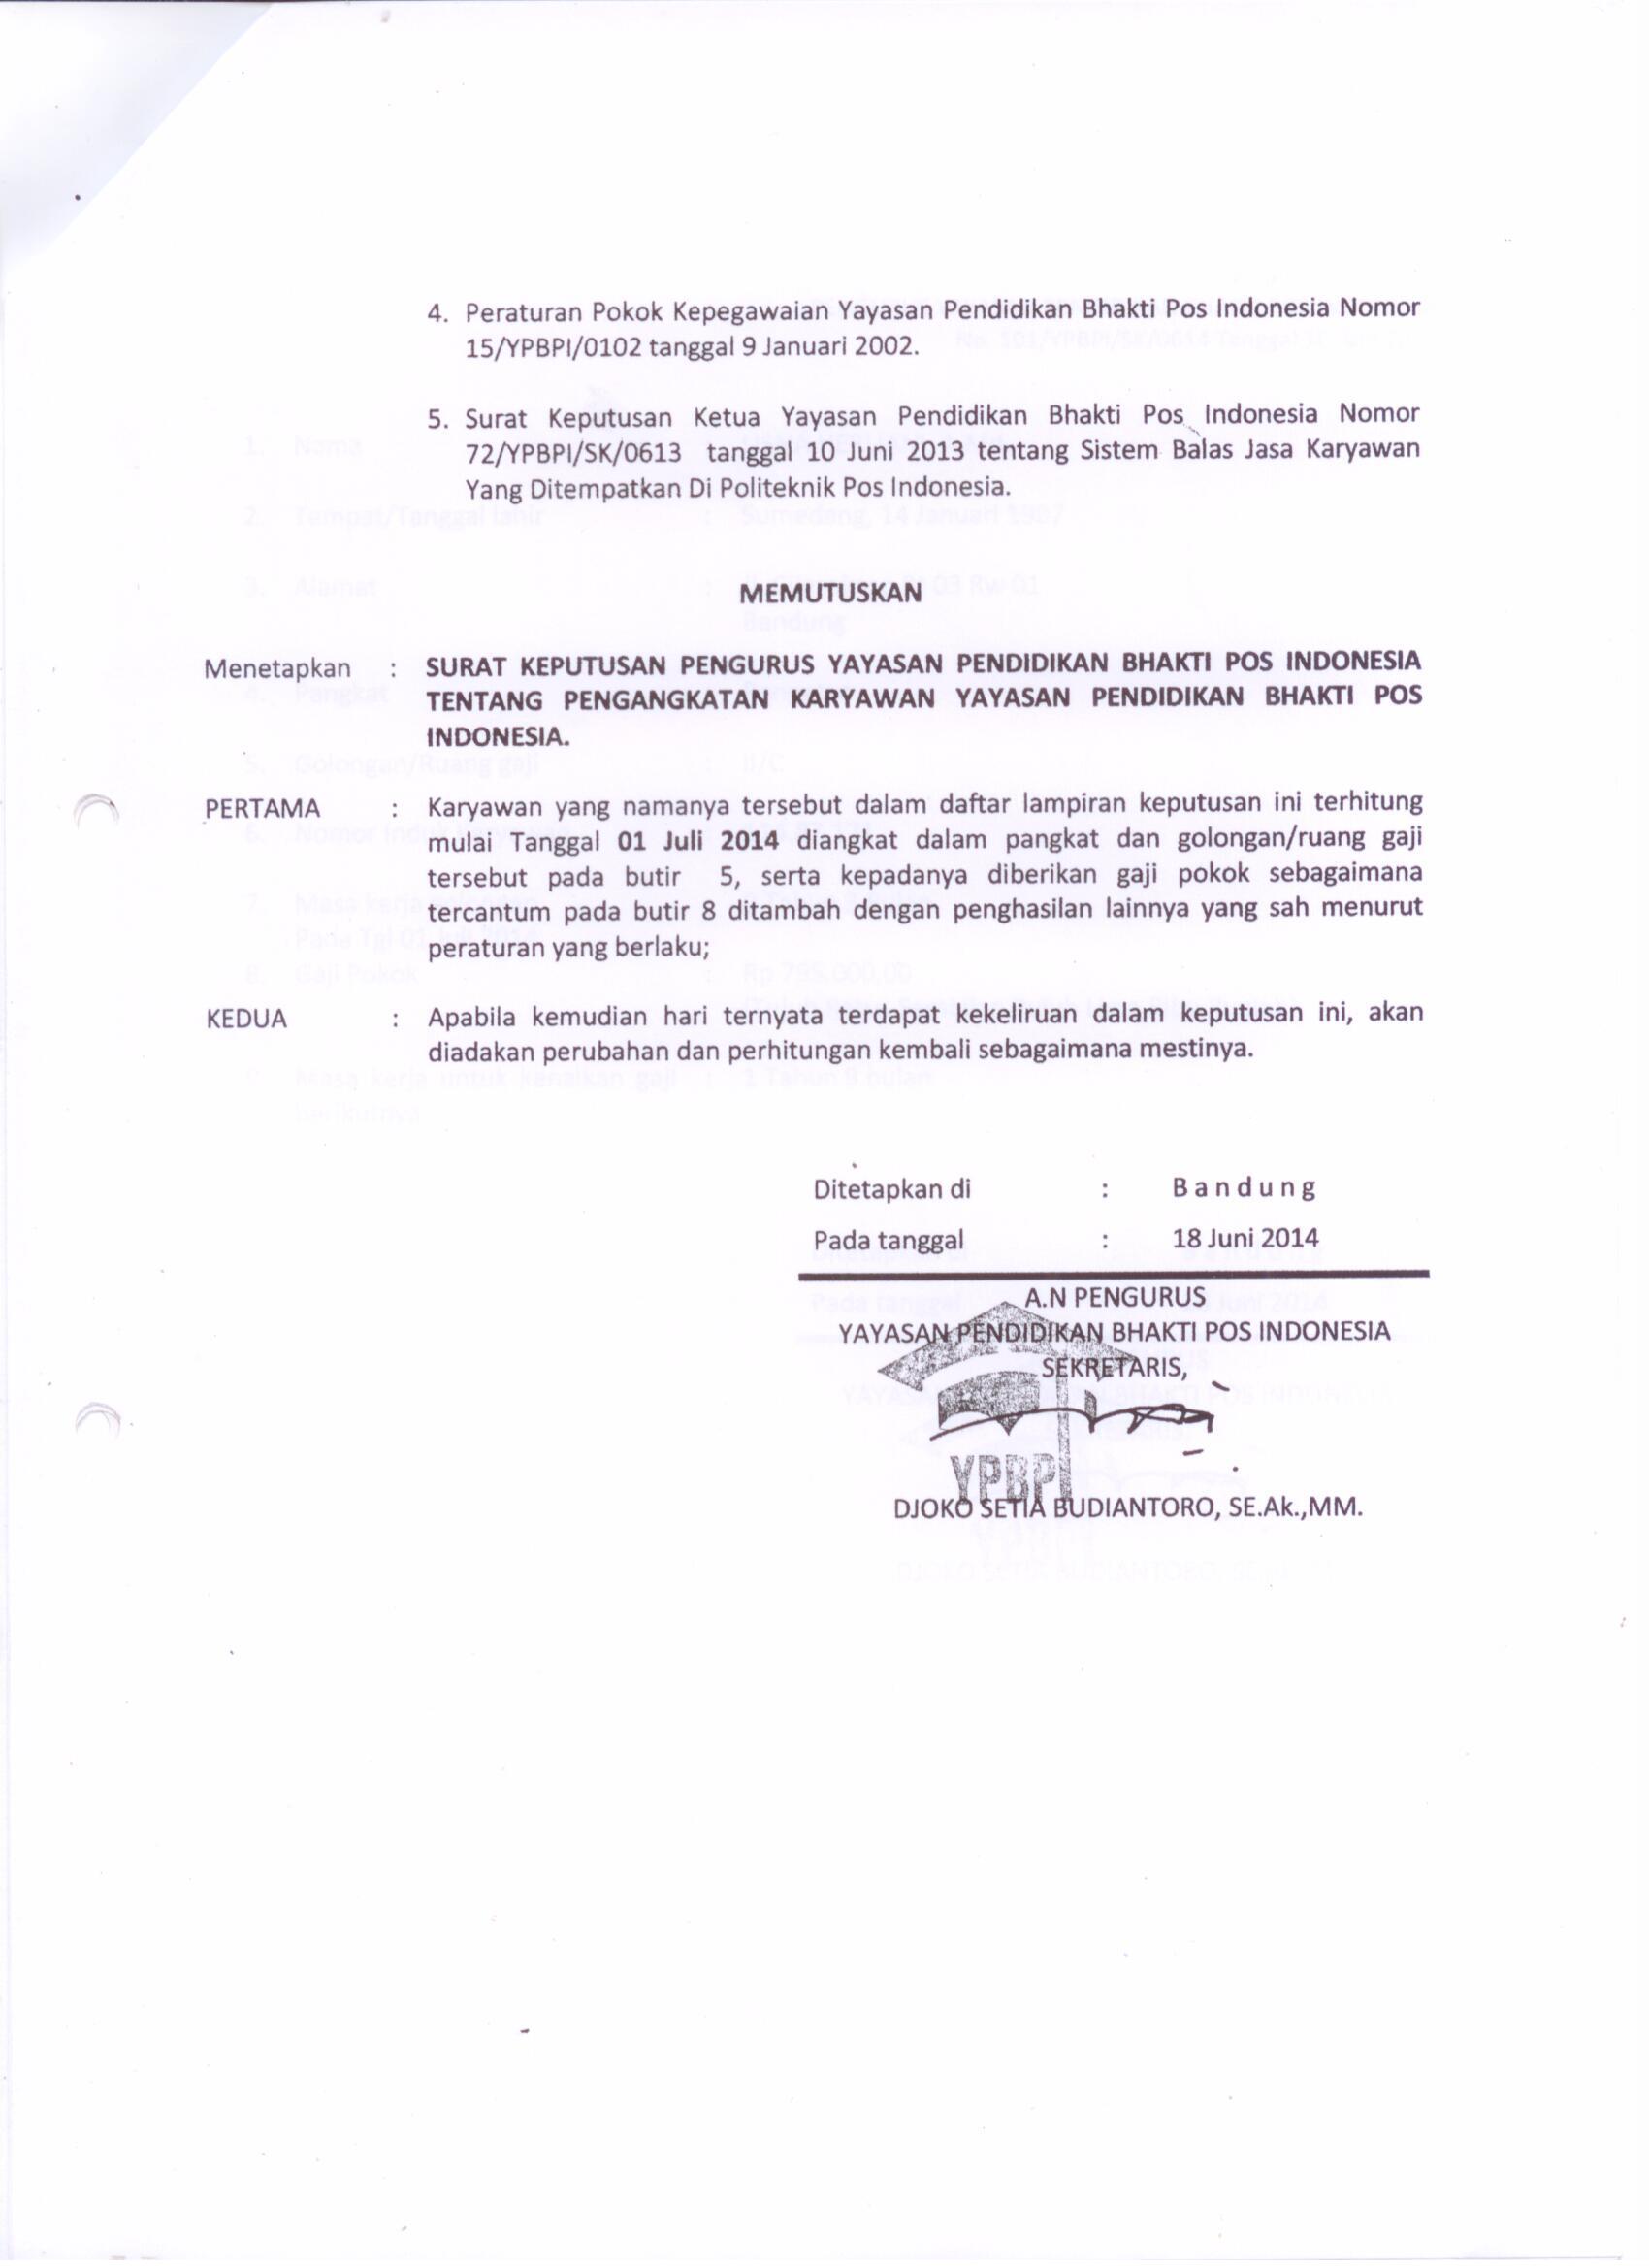 4. Peraturan Pokok Kepegawaian Yayasan Pendidikan Bhakti Pos Indonesia Nomor
15/YPBPI/0102 tanggal 9 Januari 2002.
5. Surat Keputusan Ketua Yayasan Pendidikan Bhakti Pos Indonesia Nomor
72/YPBPI/SK/0613 tanggal 10 Juni 2013 tentang Sistem Balas Jasa Karyawan
Yang Ditempatkan Di Politeknik Pos Indonesia.
MEMUTUSKAN
Menetapkan : SURAT KEPUTUSAN PENGURUS YAYASAN PENDIDIKAN BHAKTI POS INDONESIA
TENTANG PENGANGKATAN KARYAWAN YAYASAN PENDIDIKAN BHAKTI POS
INDONESIA.
PERTAMA : Karyawan yang namanya tersebut dalam daftar lampiran keputusan ini terhitung
mulai Tanggal 01 Juli 2014 diangkat dalam pangkat dan golongan/ruang gaji
tersebut pada butir 5, serta kepadanya diberikan gaji pokok sebagaimana
tercantum pada butir 8 ditambah dengan penghasilan lainnya yang sah menurut
peraturan yang berlaku;
KEDUA : Apabila kemudian hari ternyata terdapat kekeliruan dalam keputusan ini, akan
diadakan perubahan dan perhitungan kembali sebagaimana mestinya.
Ditetapkan di : B a n d u n g
Pada tanggal : 18 Juni 2014
A.N PENGURUS
YAYASAN PENDIDIKAN BHAKTI POS INDONESIA
SEKRETARIS,
YPBPI
DJOKO SETIA BUDIANTORO, SE.Ak.,MM.